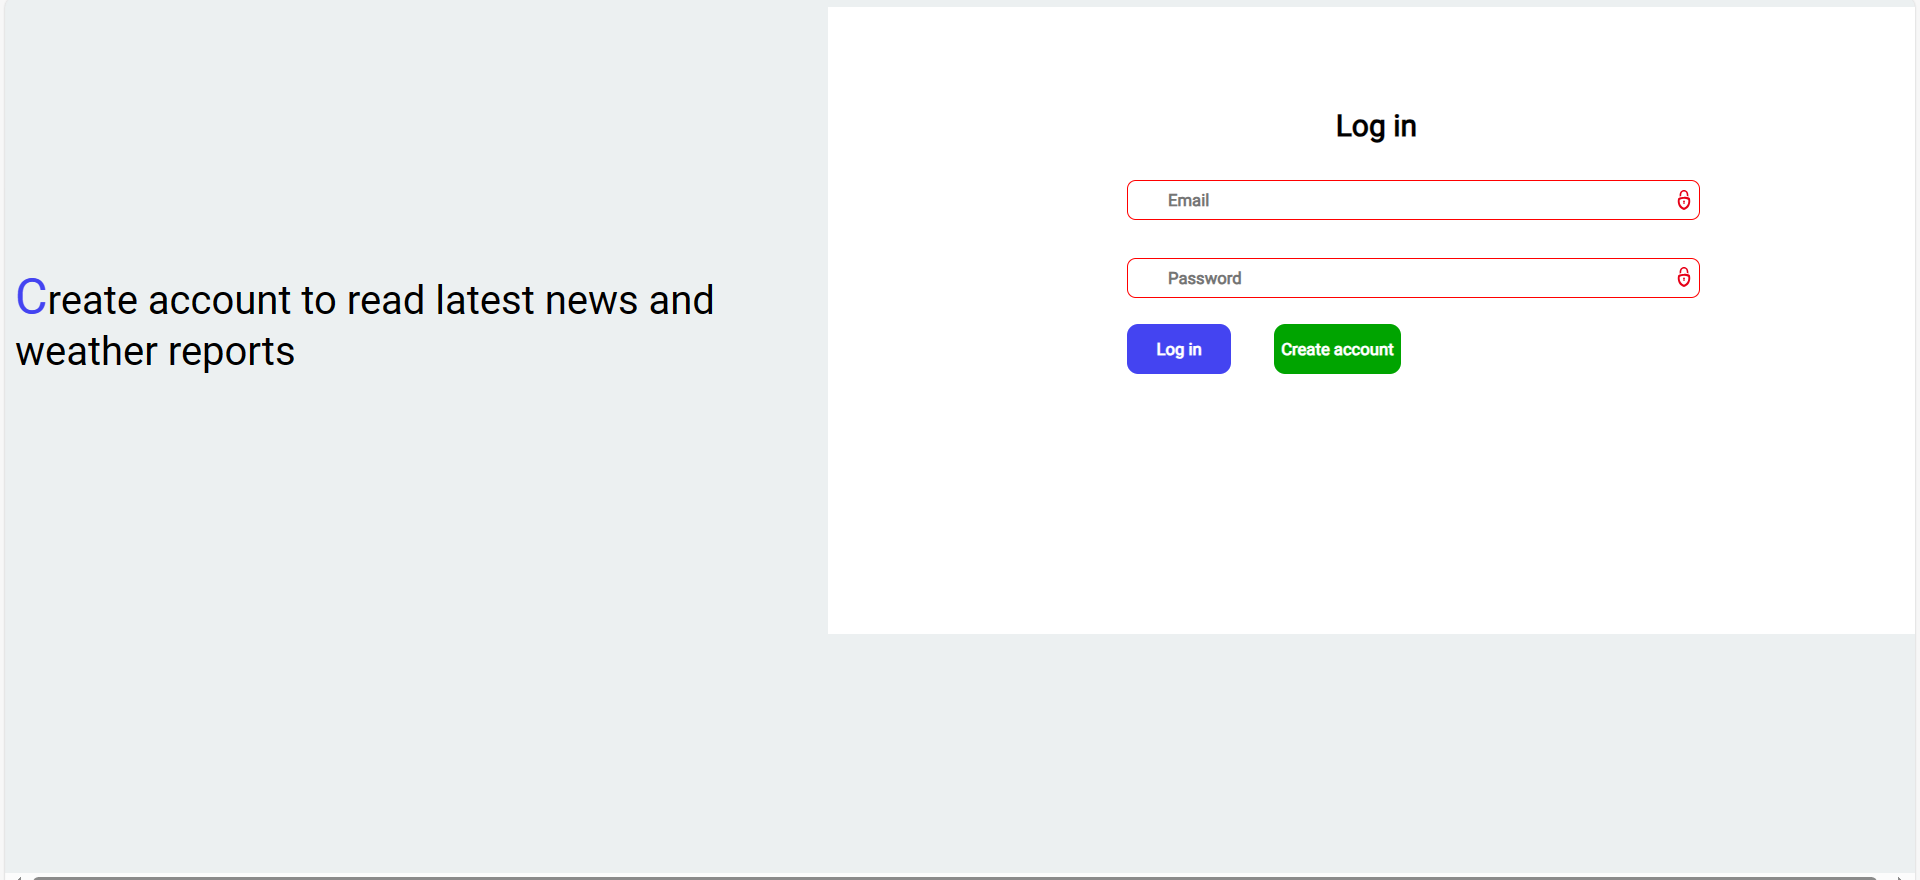 Create account to read latest news and
weather reports
Log in
Email
Password
Log in
Create account